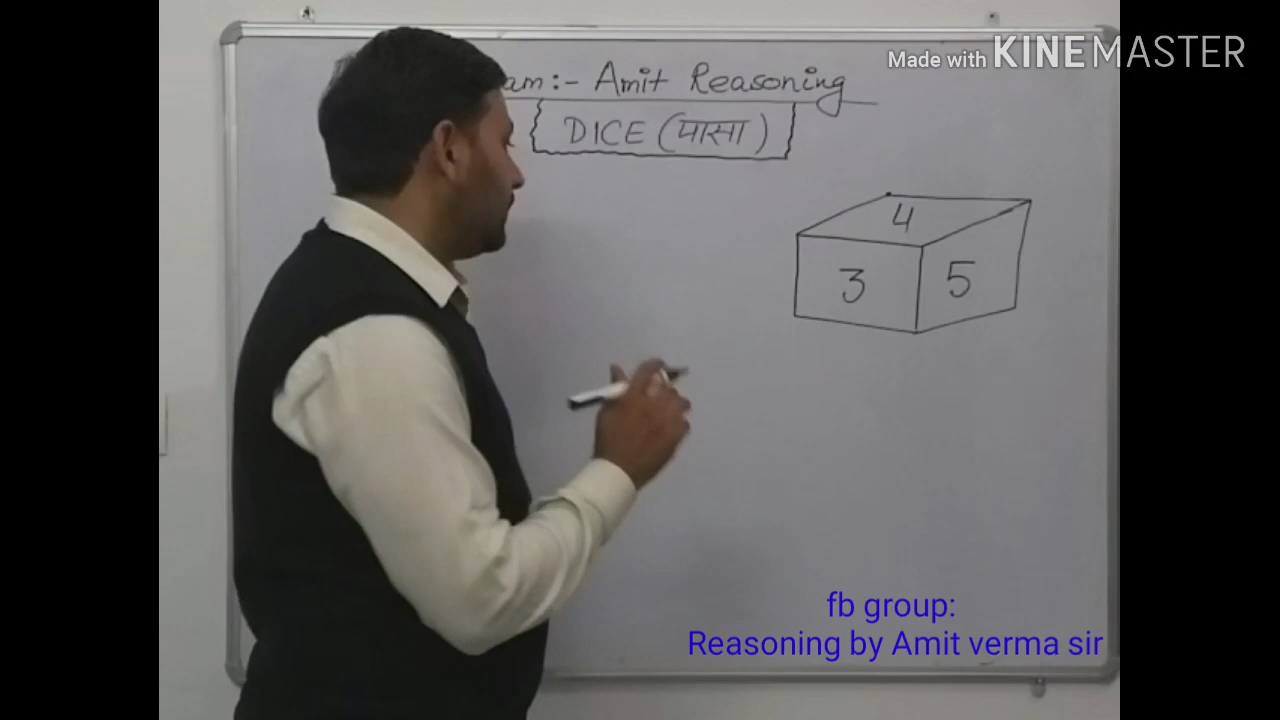 Made with KINEMASTER
am:- Amit Reasoning
DICE (पासा)
4
3 5
fb group:
Reasoning by Amit verma sir